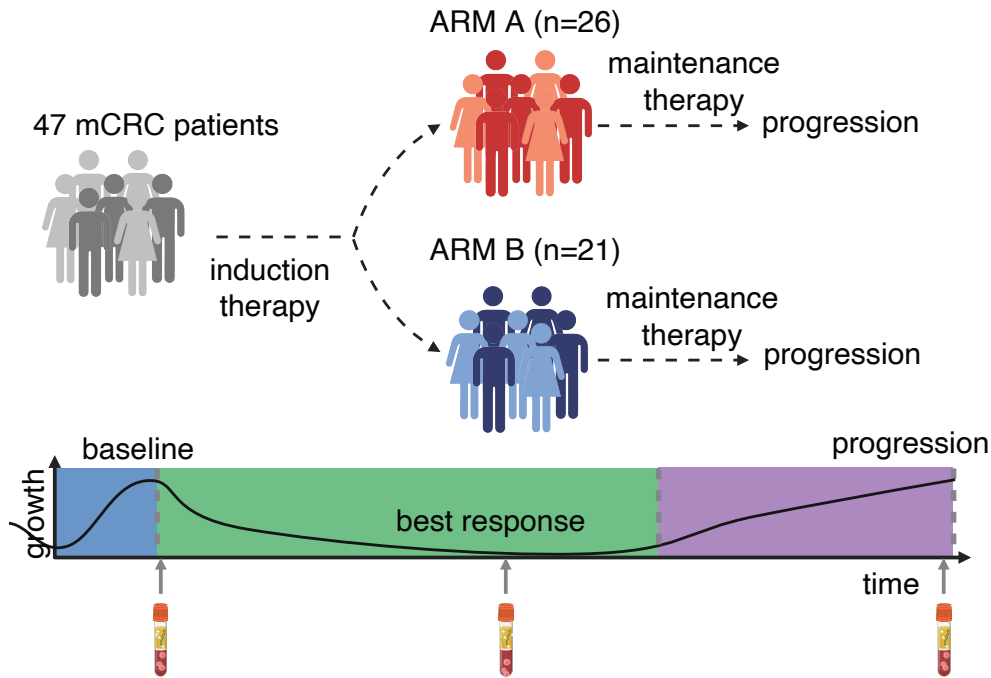 ARM A (n=26)
maintenance
therapy
progression
47 mCRC patients
induction
therapy
ARM B (n=21)
maintenance
therapy
progression
baseline
progression
growth
best response
time